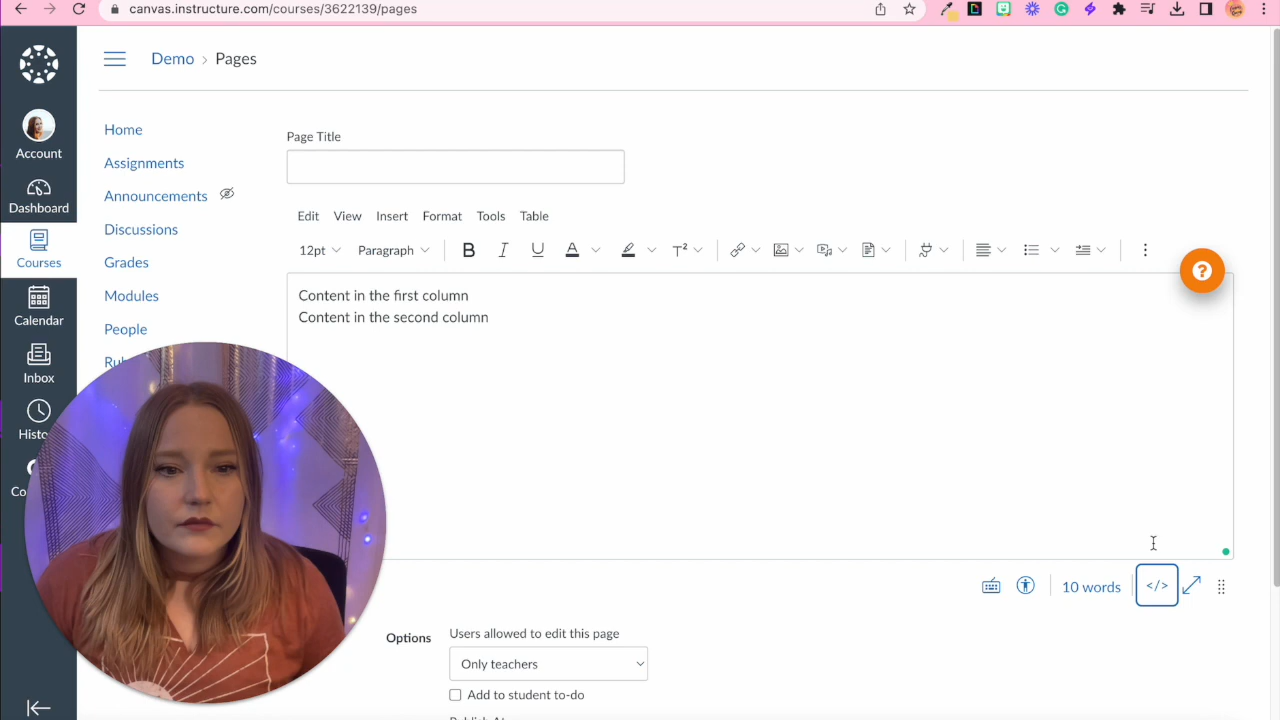 canvas.instructure.com/courses/3622139/pages
Demo > Pages
Account
Dashboard
Courses
Calendar
Inbox
Home
Assignments
Announcements
Discussions
Grades
Modules
People
Page Title
Edit View Insert Format Tools Table
12pt Paragraph B I U A T²
Content in the first column
Content in the second column
10 words </>
Options
Users allowed to edit this page
Only teachers
Add to student to-do